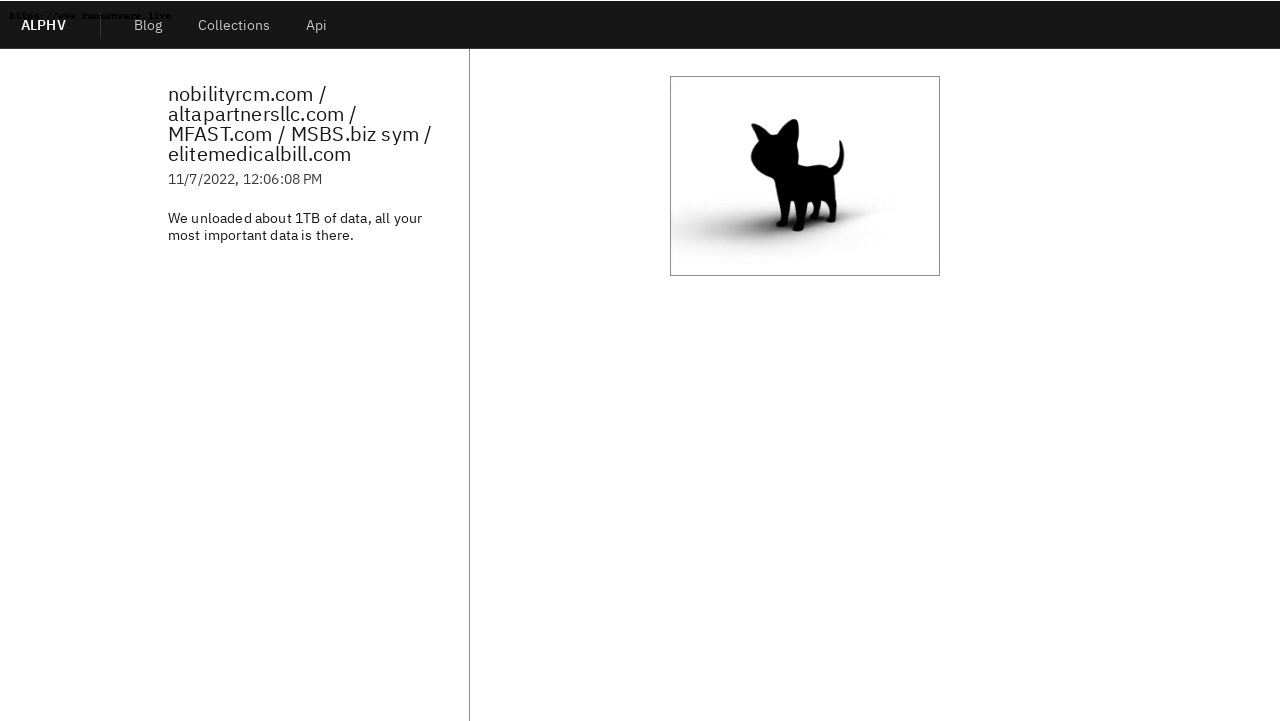 https://www.ransomware.live
ALPHV
Blog
Collections
Api
nobilityrcm.com /
altapartnersllc.com /
MFAST.com / MSBS.biz sym /
elitemedicalbill.com
11/7/2022, 12:06:08 PM
We unloaded about 1TB of data, all your
most important data is there.